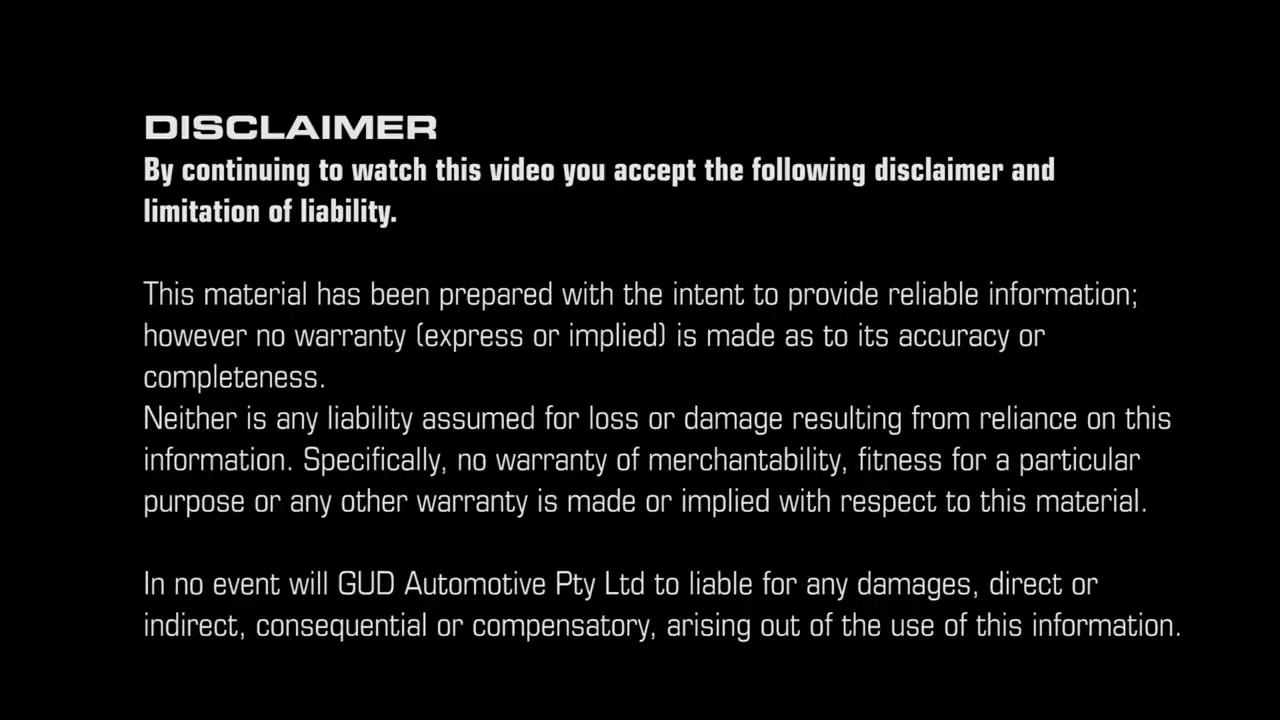 DISCLAIMER
By continuing to watch this video you accept the following disclaimer and
limitation of liability.
This material has been prepared with the intent to provide reliable information;
however no warranty (express or implied) is made as to its accuracy or
completeness.
Neither is any liability assumed for loss or damage resulting from reliance on this
information. Specifically, no warranty of merchantability, fitness for a particular
purpose or any other warranty is made or implied with respect to this material.
In no event will GUD Automotive Pty Ltd to liable for any damages, direct or
indirect, consequential or compensatory, arising out of the use of this information.